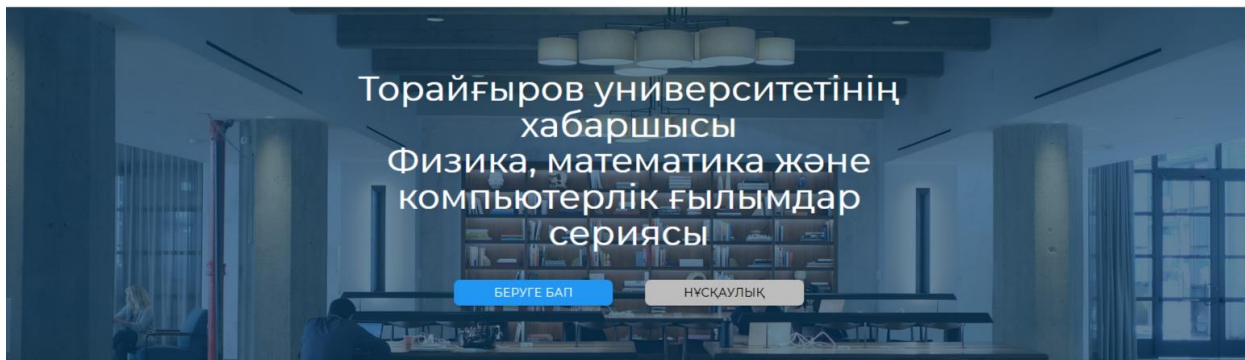 Торайғыров университетінің
хабаршысы
Физика, математика және
компьютерлік ғылымдар
сериясы
БЕРУГЕ БАП
НҰСҚАУЛЫҚ